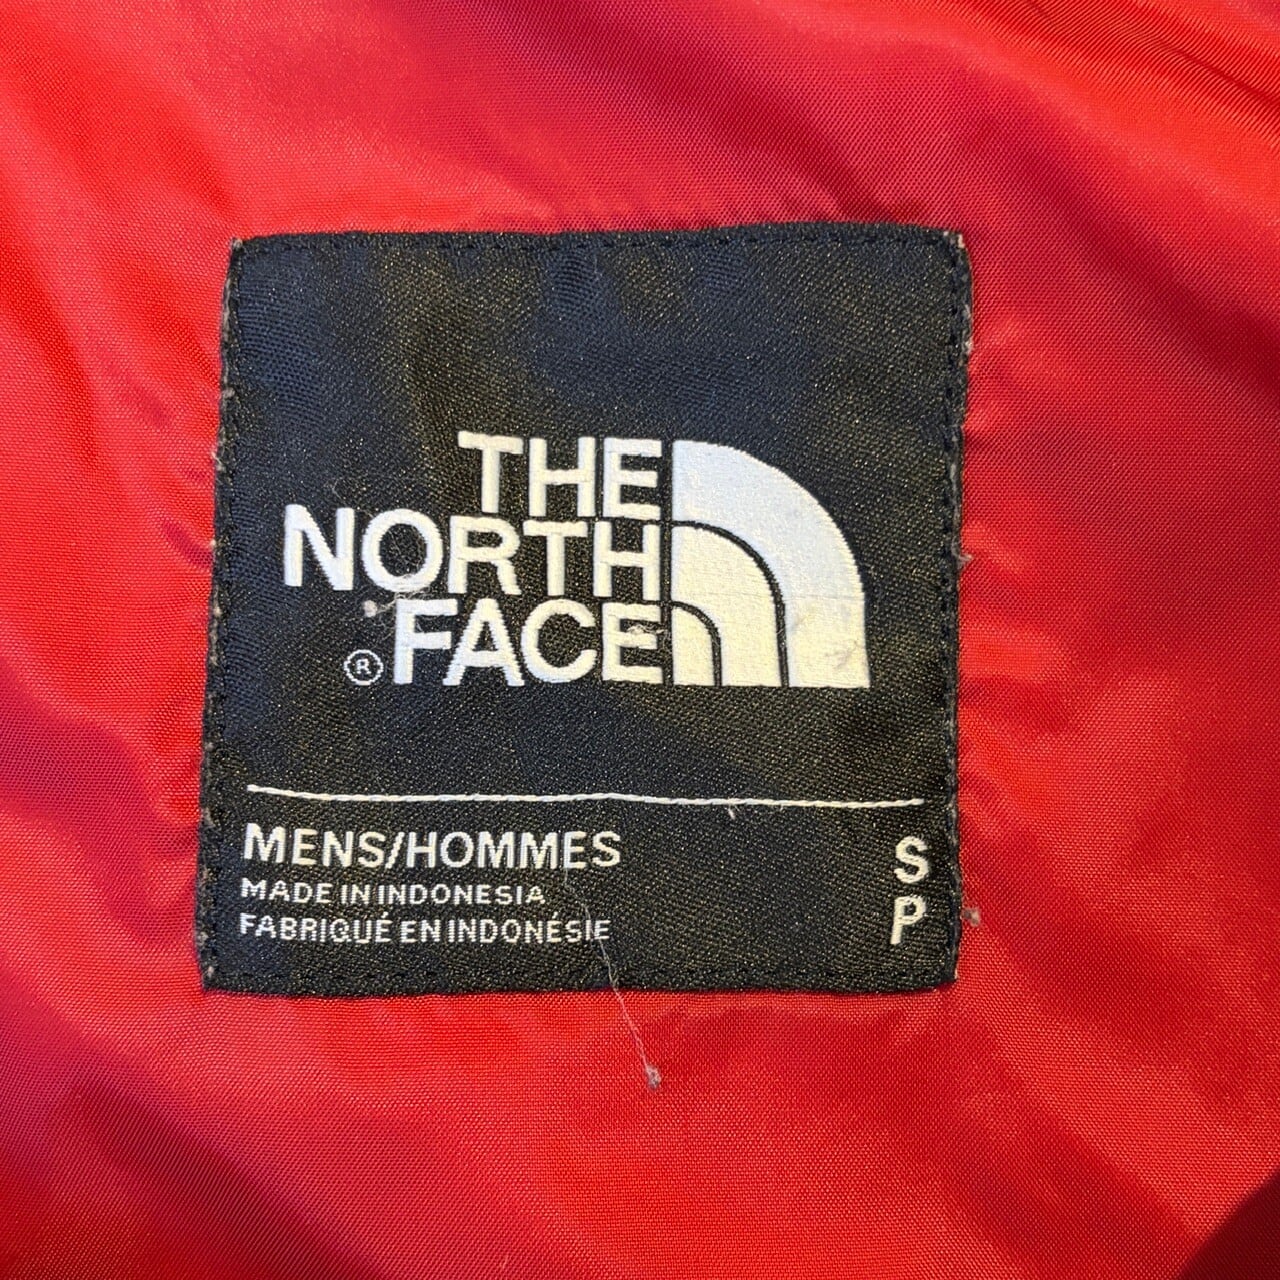 THE
NORTH
® FACE
MENS/HOMMES S
MADE IN INDONESIA
FABRIQUÉ EN INDONÉSIE P